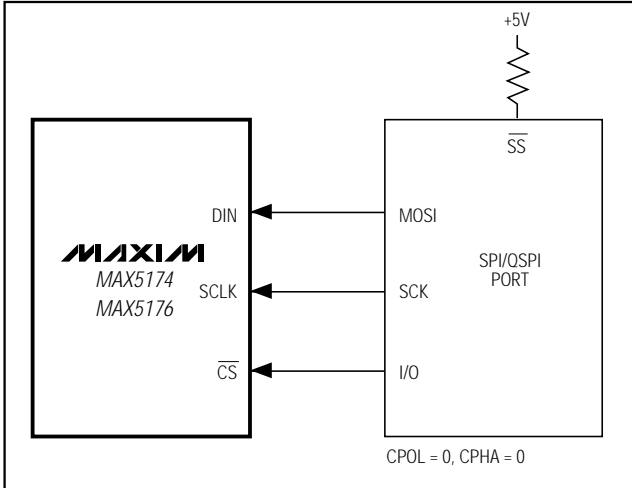 +5V
SS
DIN
MOSI
MAXIM
MAX5174
MAX5176
SPI/QSPI
PORT
SCLK
SCK
CS
I/O
CPOL = 0, CPHA = 0